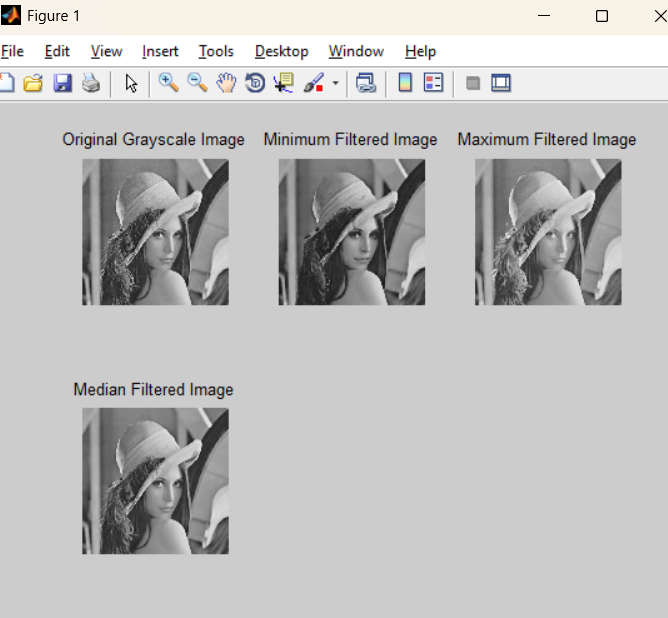 Figure 1
File Edit View Insert Tools Desktop Window Help
Original Grayscale Image Minimum Filtered Image Maximum Filtered Image
Median Filtered Image